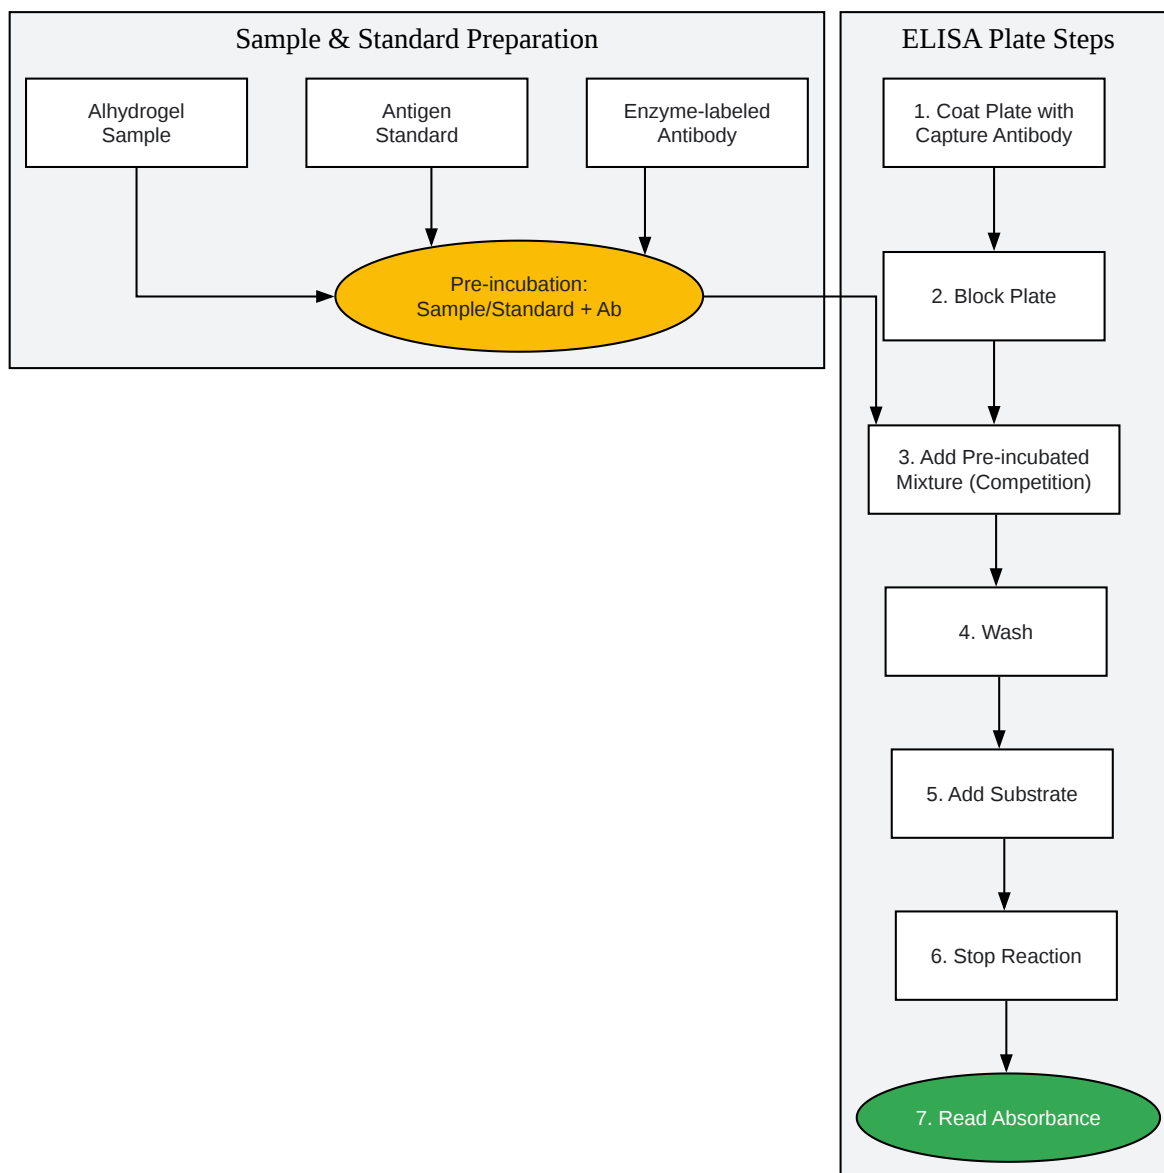 Sample & Standard Preparation
Alhydrogel
Sample
Antigen
Standard
Enzyme-labeled
Antibody
Pre-incubation:
Sample/Standard + Ab
ELISA Plate Steps
1. Coat Plate with
Capture Antibody
2. Block Plate
3. Add Pre-incubated
Mixture (Competition)
4. Wash
5. Add Substrate
6. Stop Reaction
7. Read Absorbance